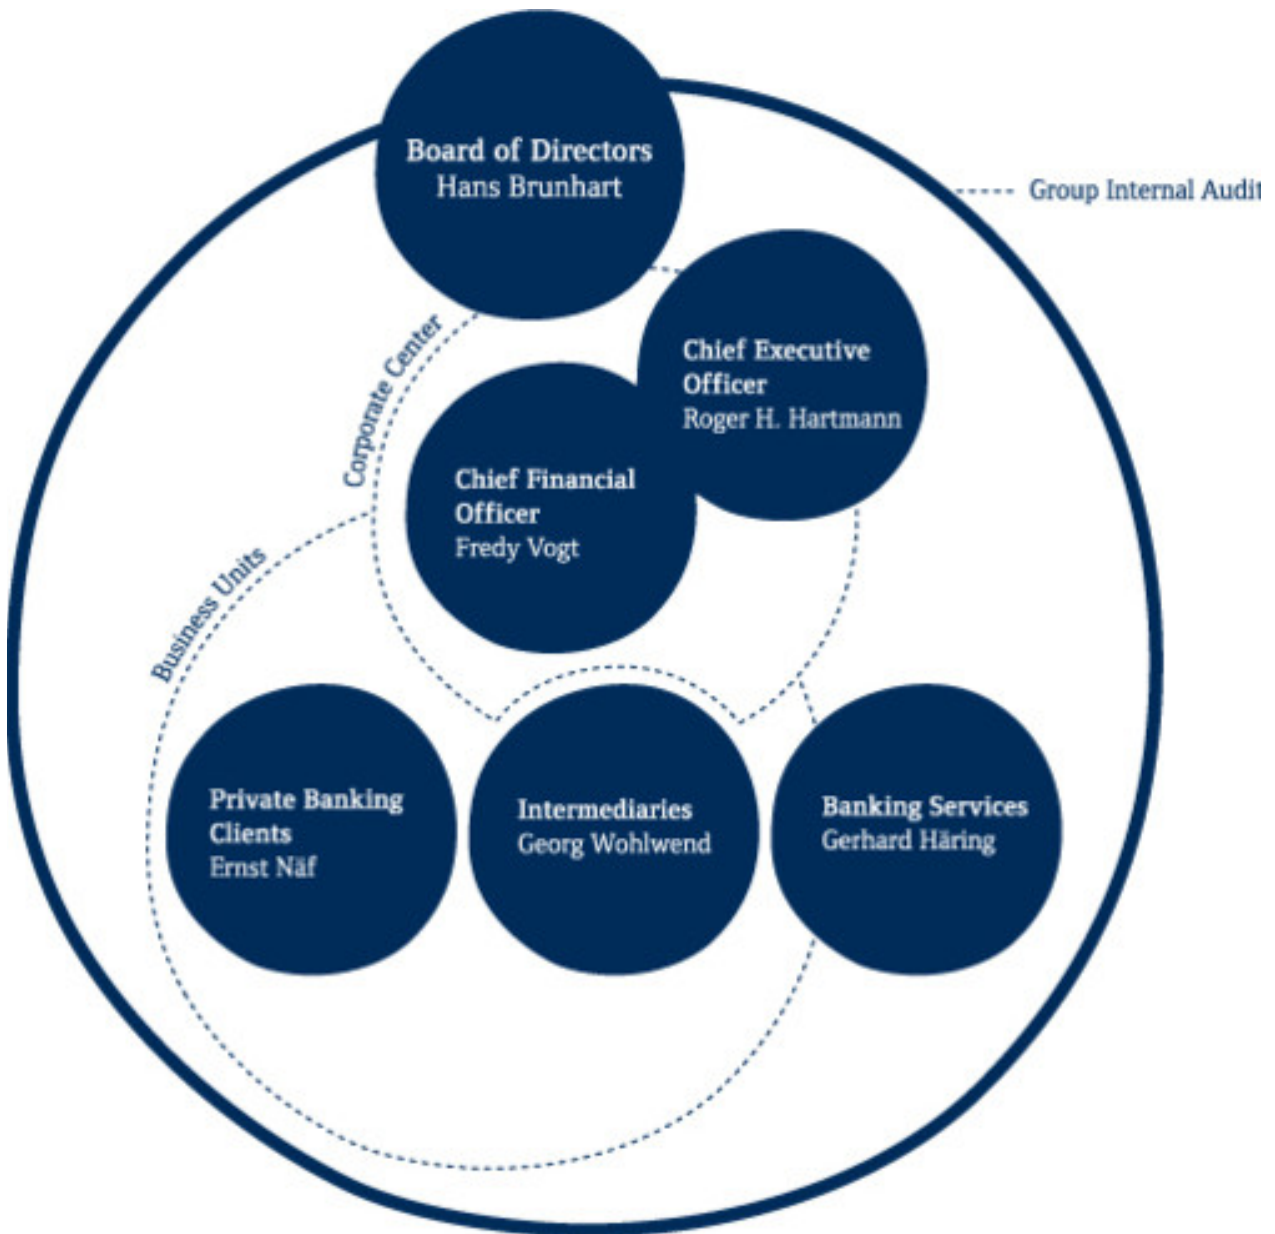 Board of Directors
Hans Brunhart
Group Internal Audit
Chief Executive
Officer
Roger H. Hartmann
Corporate Center
Chief Financial
Officer
Fredy Vogt
Business Units
Private Banking
Clients
Ernst Näf
Intermediaries
Georg Wohlwend
Banking Services
Gerhard Häring